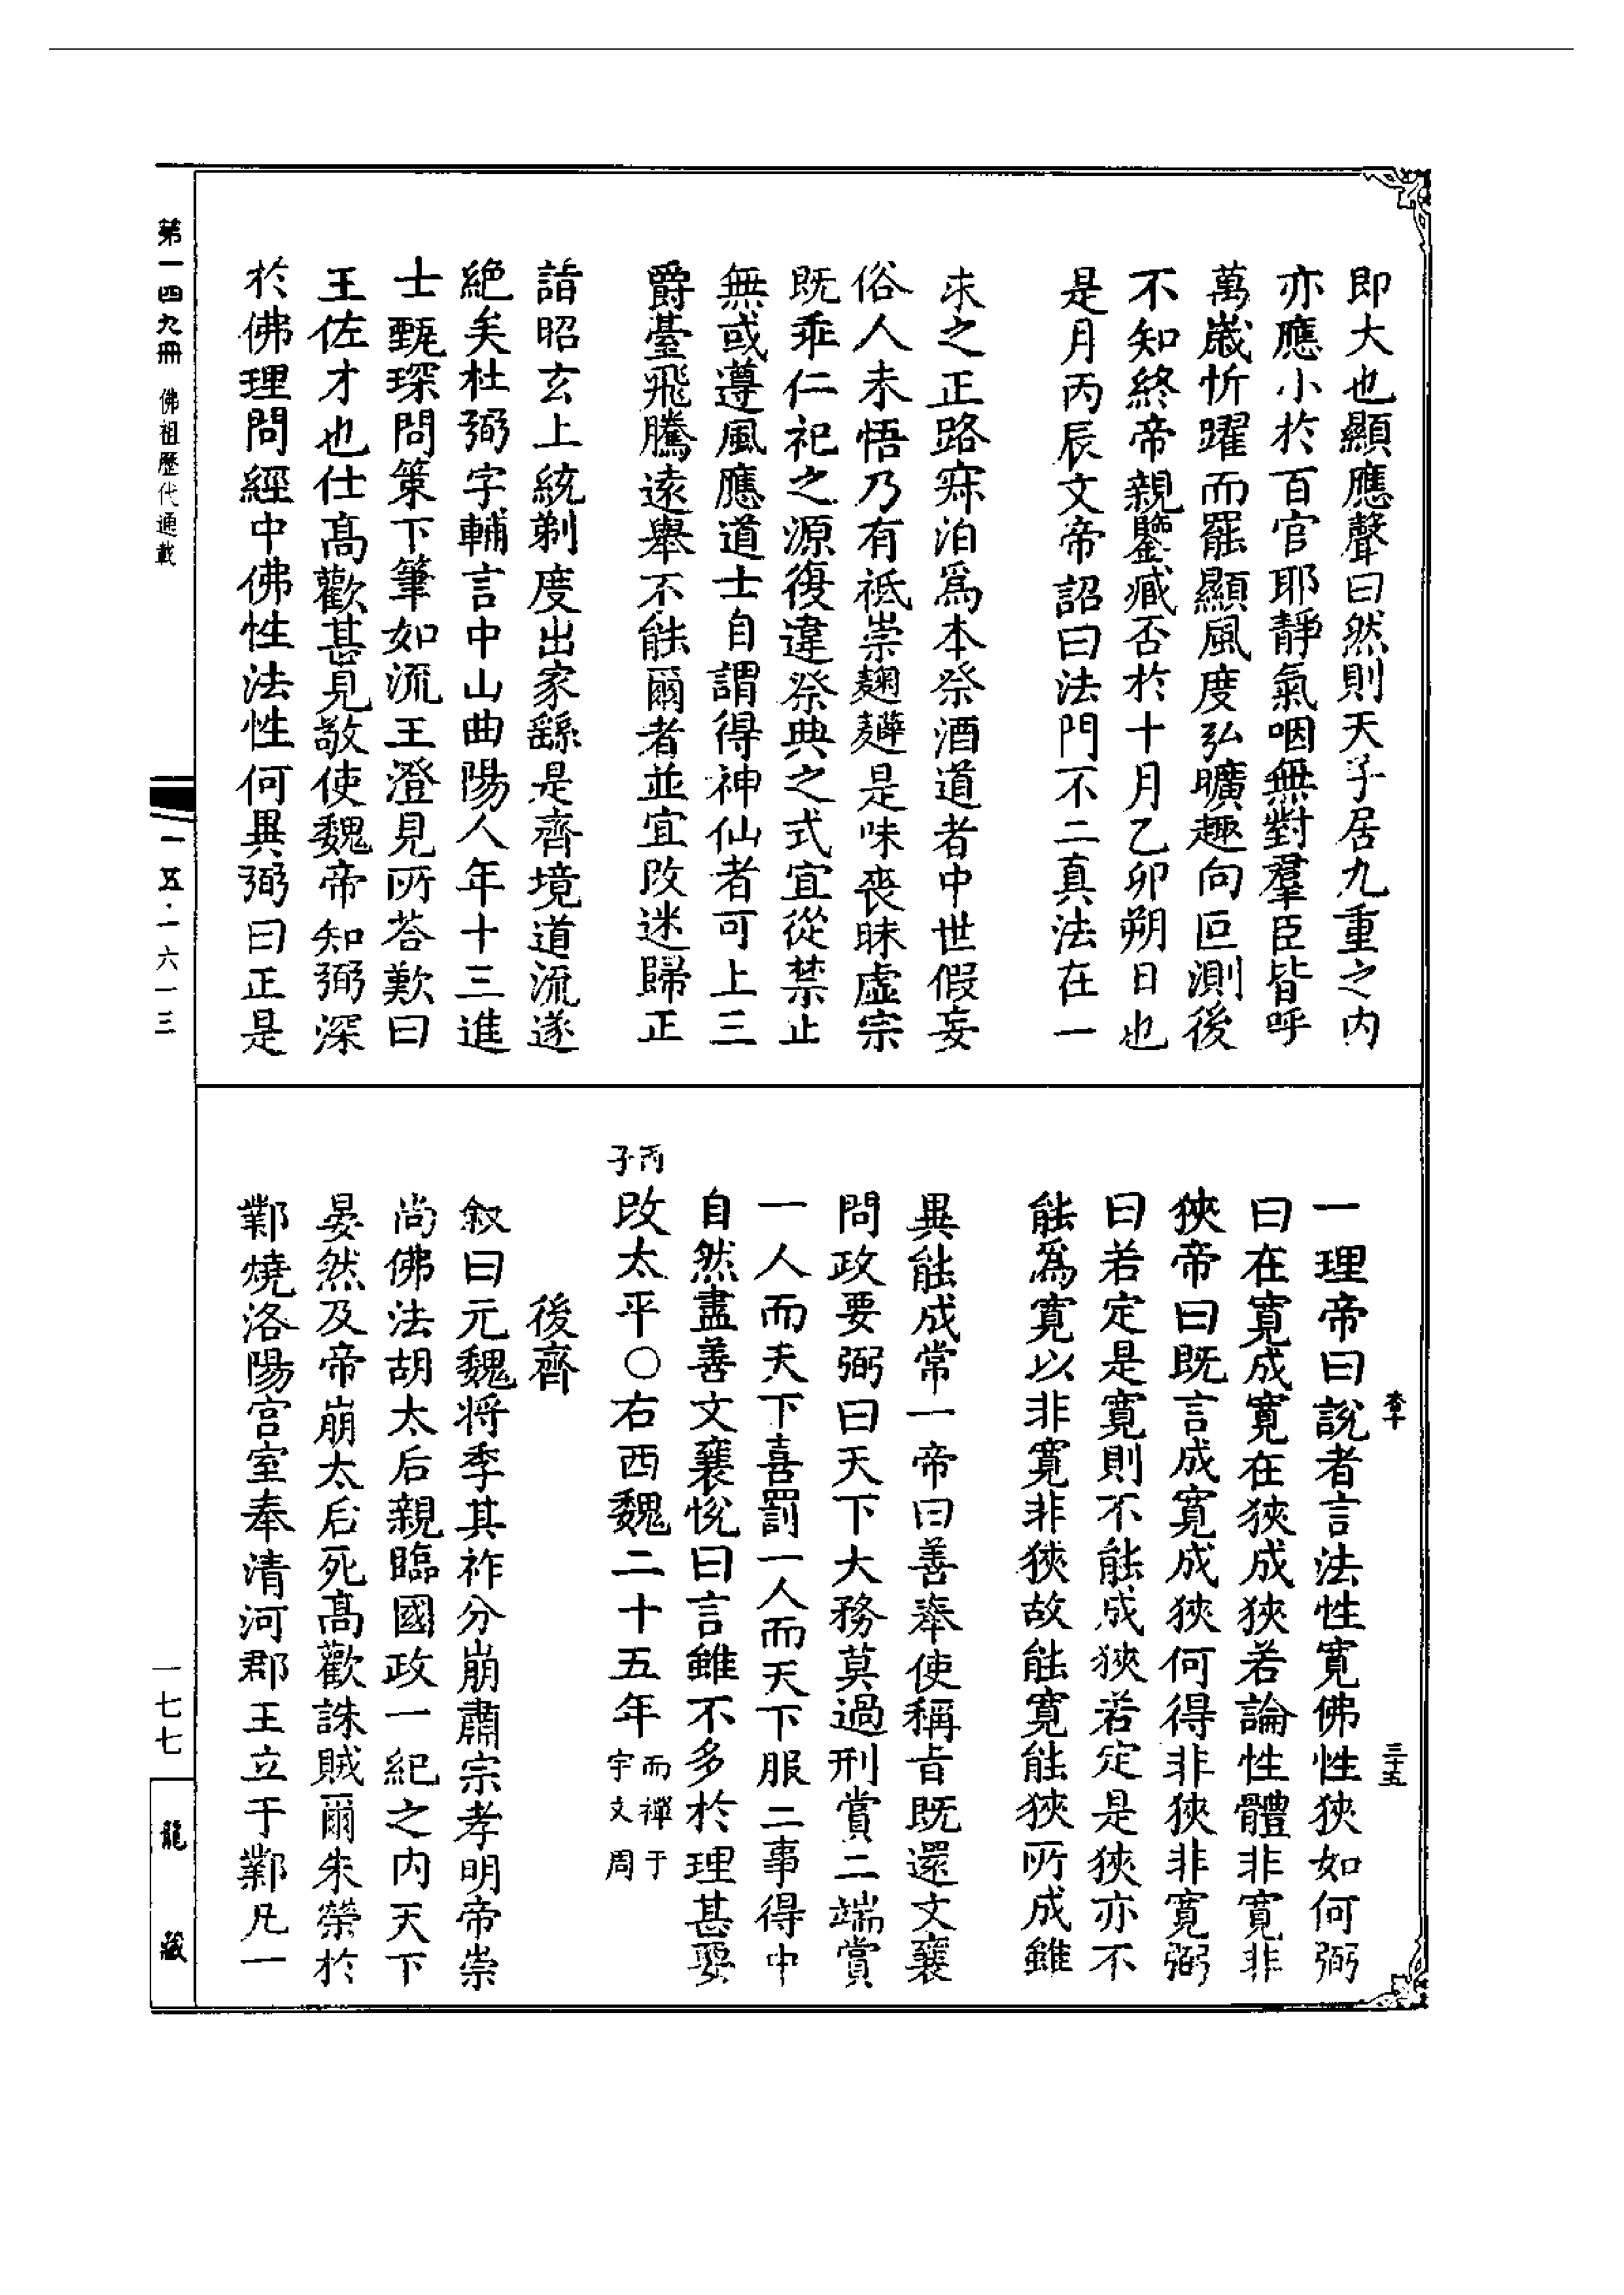 即大也顯應聲曰然則天子居九重之内
亦應小於百官耶靜氣咽無對羣臣皆呼
萬歲忻躍而罷顯風度弘曠趣向叵測後
不知終帝親鑒臧否於十月乙卯朔日也
是月丙辰文帝詔曰法門不二真法在一
求之正路寂泊爲本祭酒道者中世假妄
俗人未悟乃有祗崇麴糵是味喪昧虚宗
既乖仁祀之源復違祭典之式宜從禁止
無或遵風應道士自謂得神仙者可上三
爵臺飛騰遠舉不能爾者並宜改迷歸正
詣昭玄上統剃度出家繇是齊境道流遂
絶矣杜弼字輔言中山曲陽人年十三進
士甄琛問策下筆如流王澄見所荅歎曰
王佐才也仕高歡甚見敬使魏帝知弼深
於佛理問經中佛性法性何異弼曰正是
一理帝曰說者言法性寛佛性狹如何弼
曰在寛成寛在狹成狹若論性體非寛非
狹帝曰既言成寛成狹何得非狹非寛弼
曰若定是寛則不能成狹若定是狹亦不
能爲寛以非寛非狹故能寛能狹所成雖
異能成常一帝曰善奉使稱旨既還文襄
問政要弼曰天下大務莫過刑賞二端賞
一人而天下喜罰一人而天下服二事得中
自然盡善文襄悅曰言雖不多於理甚要
丙子改太平○右西魏二十五年而禪于宇文周
後齊
叙曰元魏將季其祚分崩肅宗孝明帝崇
尚佛法胡太后親臨國政一紀之内天下
晏然及帝崩太后死高歡誅賊爾朱榮於
鄴燒洛陽宫室奉清河郡王立于鄴凡一
三十五
第一四九冊 佛祖歷代通載
一五·一六一三
一七七
龍藏